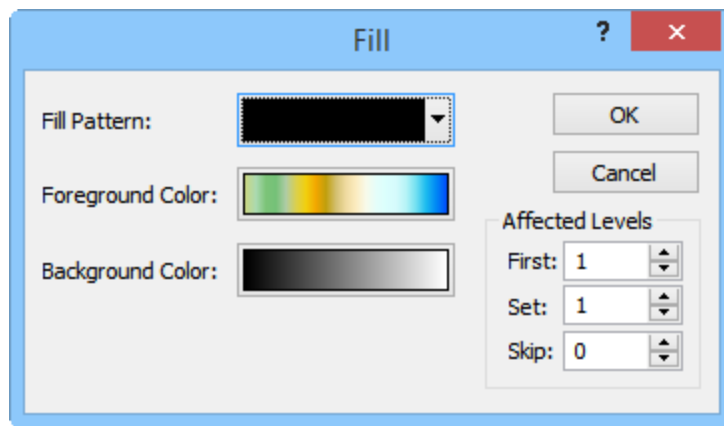 Fill
?
Fill Pattern:
OK
Cancel
Foreground Color:
Affected Levels
First: 1
Background Color:
Set: 1
Skip: 0